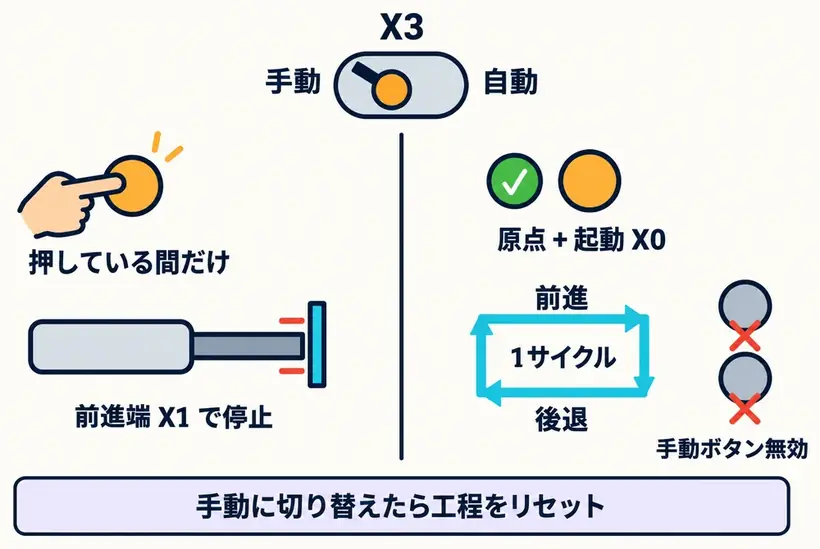 X3
手動
自動
押している間だけ
前進端 X1 で停止
原点 + 起動 X0
前進
1サイクル
後退
手動ボタン無効
手動に切り替えたら工程をリセット